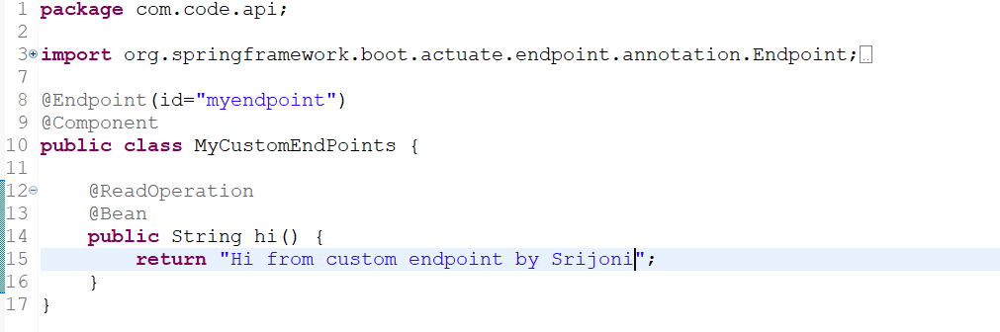 1 package com.code.api;
2
3 import org.springframework.boot.actuate.endpoint.annotation.Endpoint;
7
8 @Endpoint(id="myendpoint")
9 @Component
10 public class MyCustomEndPoints {
11
12 @ReadOperation
13 @Bean
14 public String hi() {
15 return "Hi from custom endpoint by Srijoni";
16 }
17 }